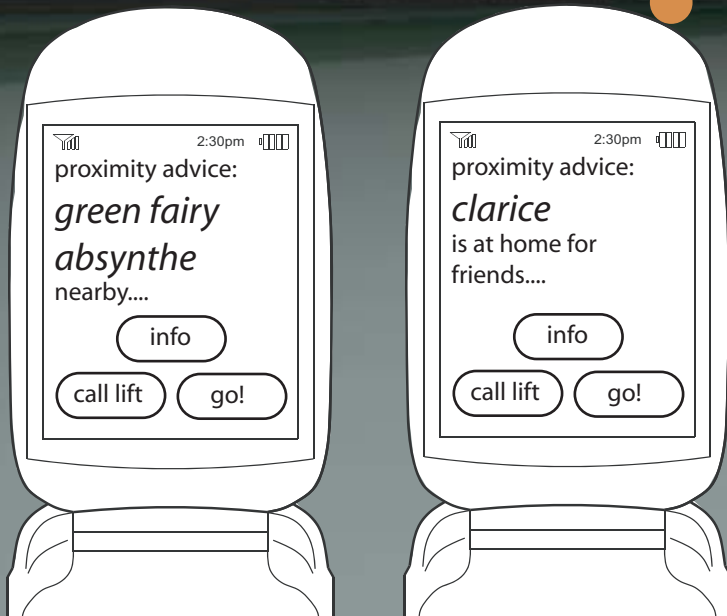 2:30pm
proximity advice:
green fairy
absynthe
nearby....
info
call lift
go!
2:30pm
proximity advice:
clarice
is at home for
friends....
info
call lift
go!